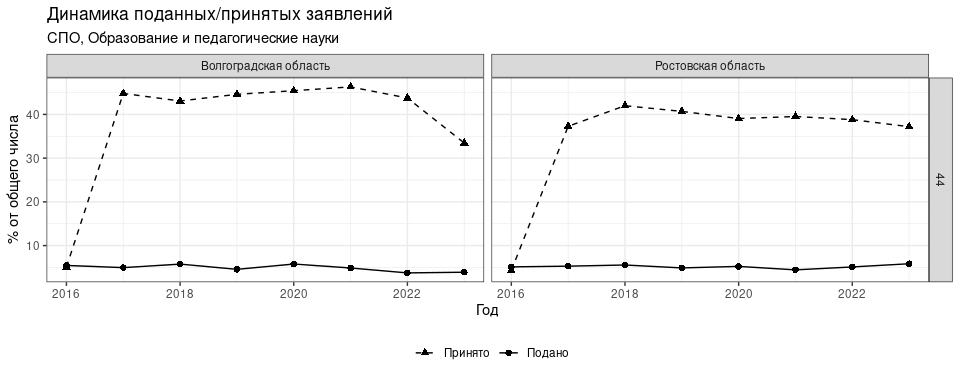 Динамика поданных/принятых заявлений
СПО, Образование и педагогические науки
Волгоградская область
Ростовская область
% от общего числа
40
30
20
10
44
2016 2018 2020 2022
2016 2018 2020 2022
Год
Принято Подано